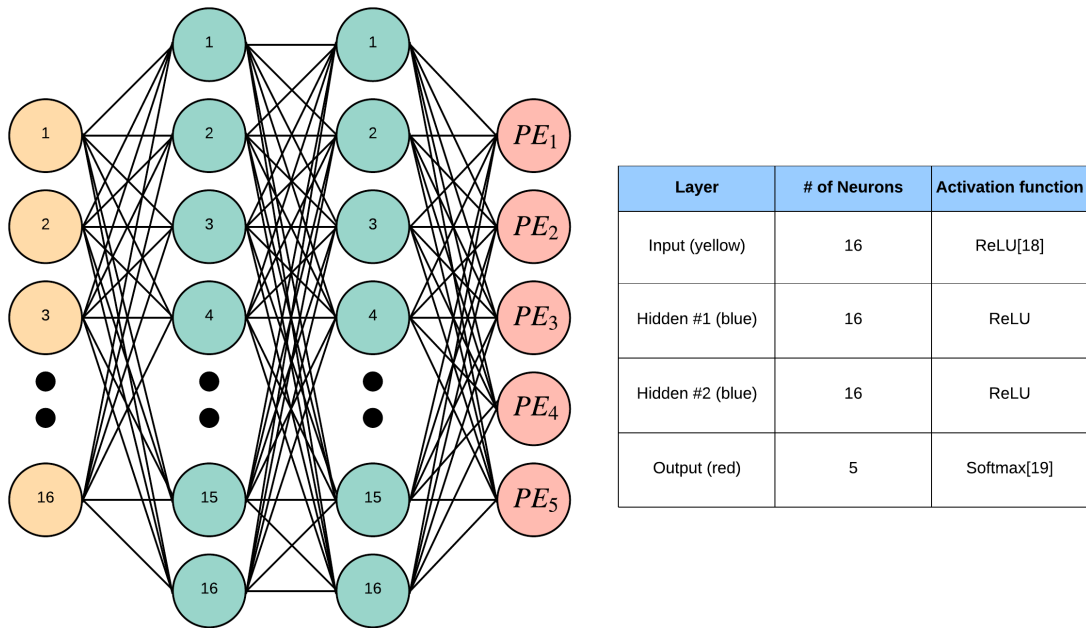 1
2
3
16
1
2
3
4
15
16
1
2
3
4
15
16
PE₁
PE₂
PE₃
PE₄
PE₅
Layer # of Neurons Activation function
Input (yellow) 16 ReLU[18]
Hidden #1 (blue) 16 ReLU
Hidden #2 (blue) 16 ReLU
Output (red) 5 Softmax[19]